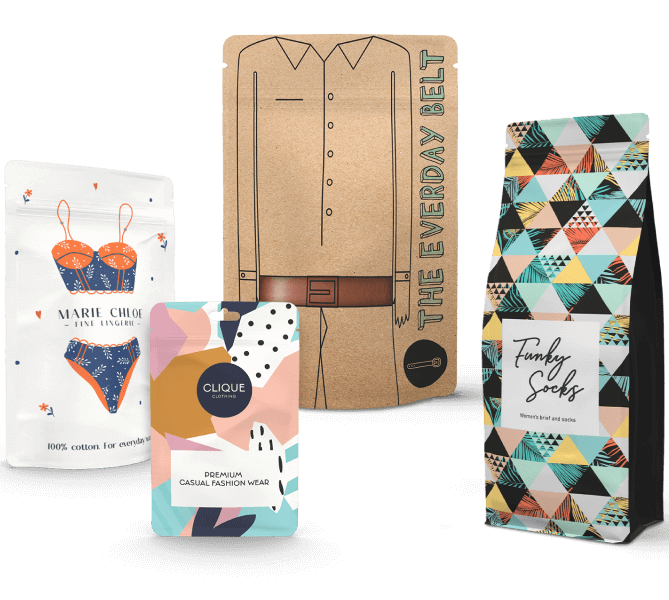 MARIE CHLOE
- FINE LINGERIE -
100% cotton. For everyday
CLIQUE
CLOTHING
PREMIUM
CASUAL FASHION WEAR
THE EVERDAY BELT
Funky
Socks
Women's brief and socks